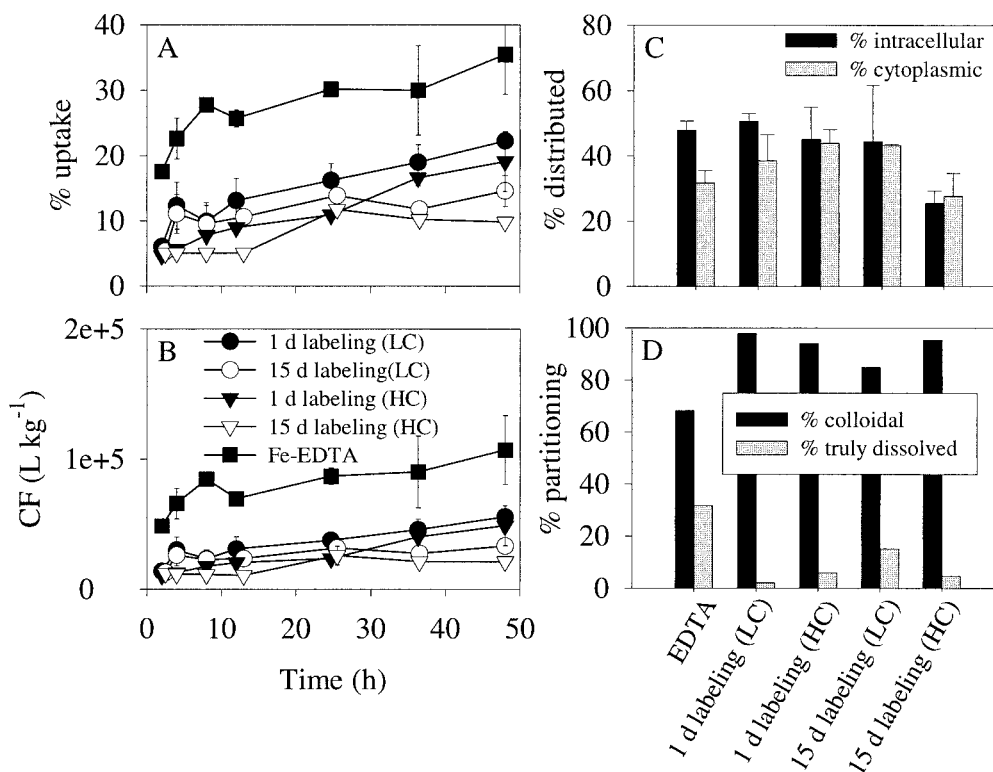 A
% uptake
40
30
20
10
0
B
CF (L kg-1)
2e+5
1e+5
0
1 d labeling (LC)
15 d labeling(LC)
1 d labeling (HC)
15 d labeling (HC)
Fe-EDTA
0 10 20 30 40 50
Time (h)
C
% distributed
80
60
40
20
0
% intracellular
% cytoplasmic
D
% partitioning
100
80
60
40
20
0
% colloidal
% truly dissolved
EDTA
1 d labeling (LC)
1 d labeling (HC)
15 d labeling (LC)
15 d labeling (HC)